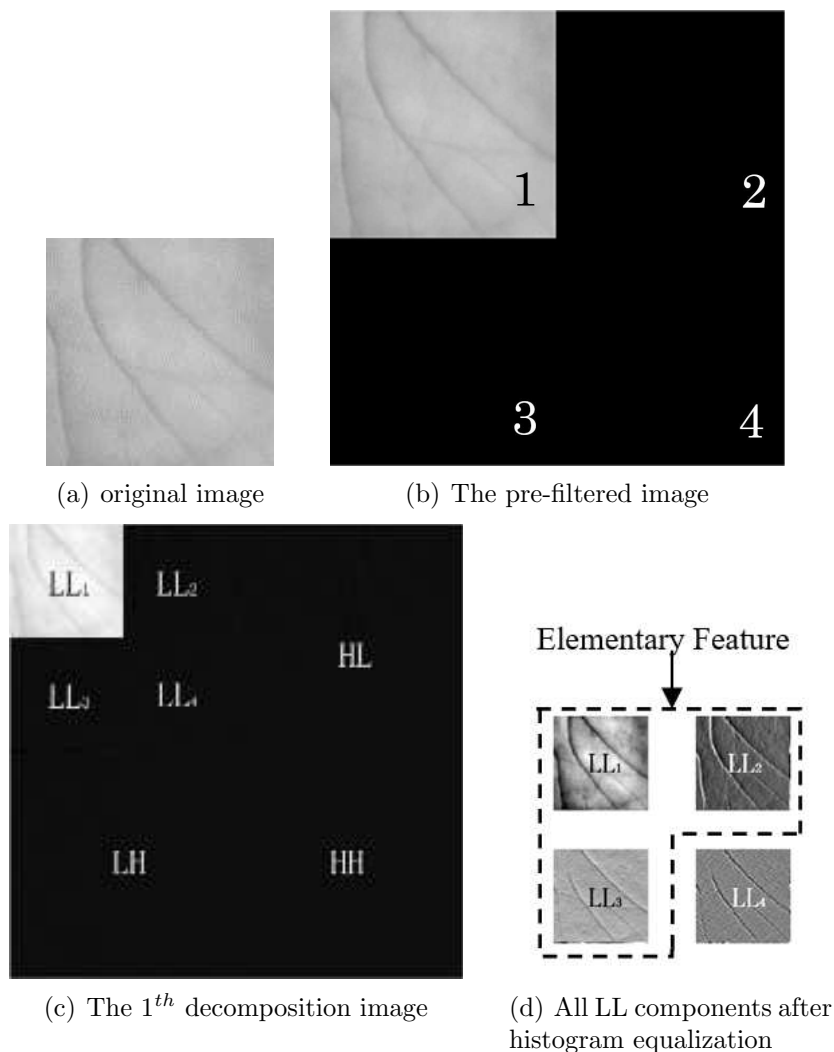 1
2
3
4
(a) original image
(b) The pre-filtered image
LL₁
LL₂
HL
LL₃
LL₄
LH
HH
(c) The 1ᵗʰ decomposition image
Elementary Feature
LL₁
LL₂
LL₃
LL₄
(d) All LL components after
histogram equalization